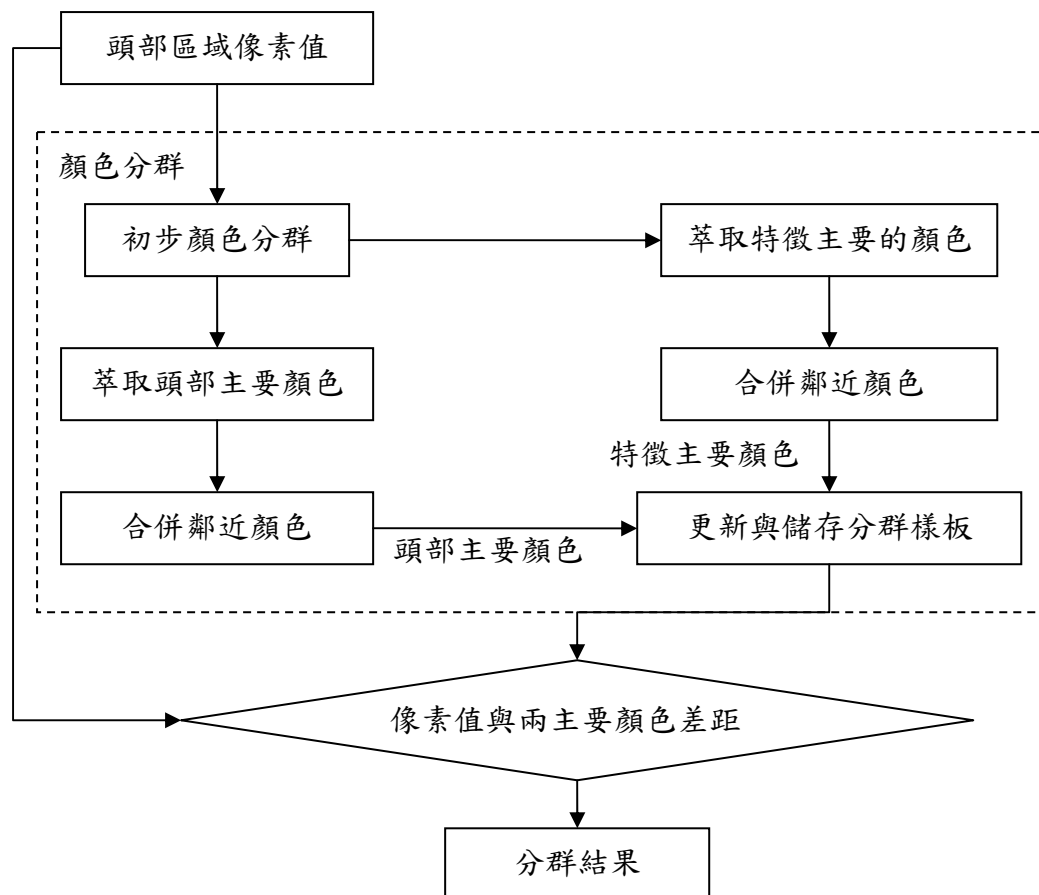 頭部區域像素值
顏色分群
初步顏色分群
萃取特徵主要的顏色
萃取頭部主要顏色
合併鄰近顏色
特徵主要顏色
合併鄰近顏色
頭部主要顏色
更新與儲存分群樣板
像素值與兩主要顏色差距
分群結果